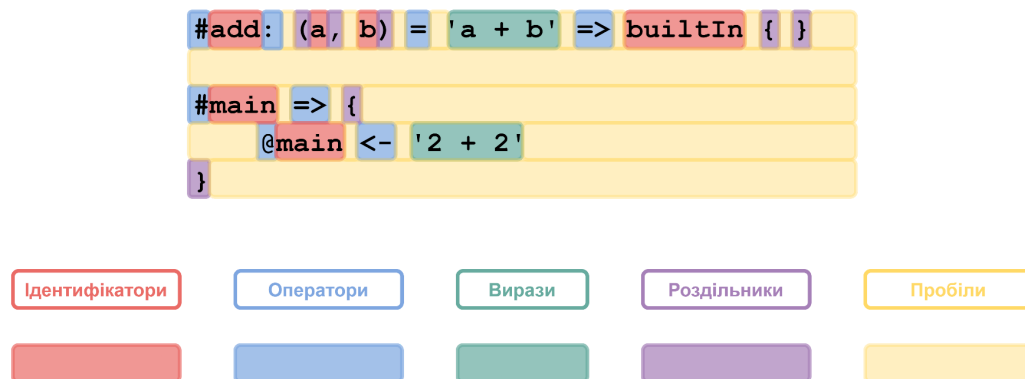 #add: (a, b) = 'a + b' => builtIn { }
#main => {
@main <- '2 + 2'
}
Ідентифікатори Оператори Вирази Роздільники Пробіли